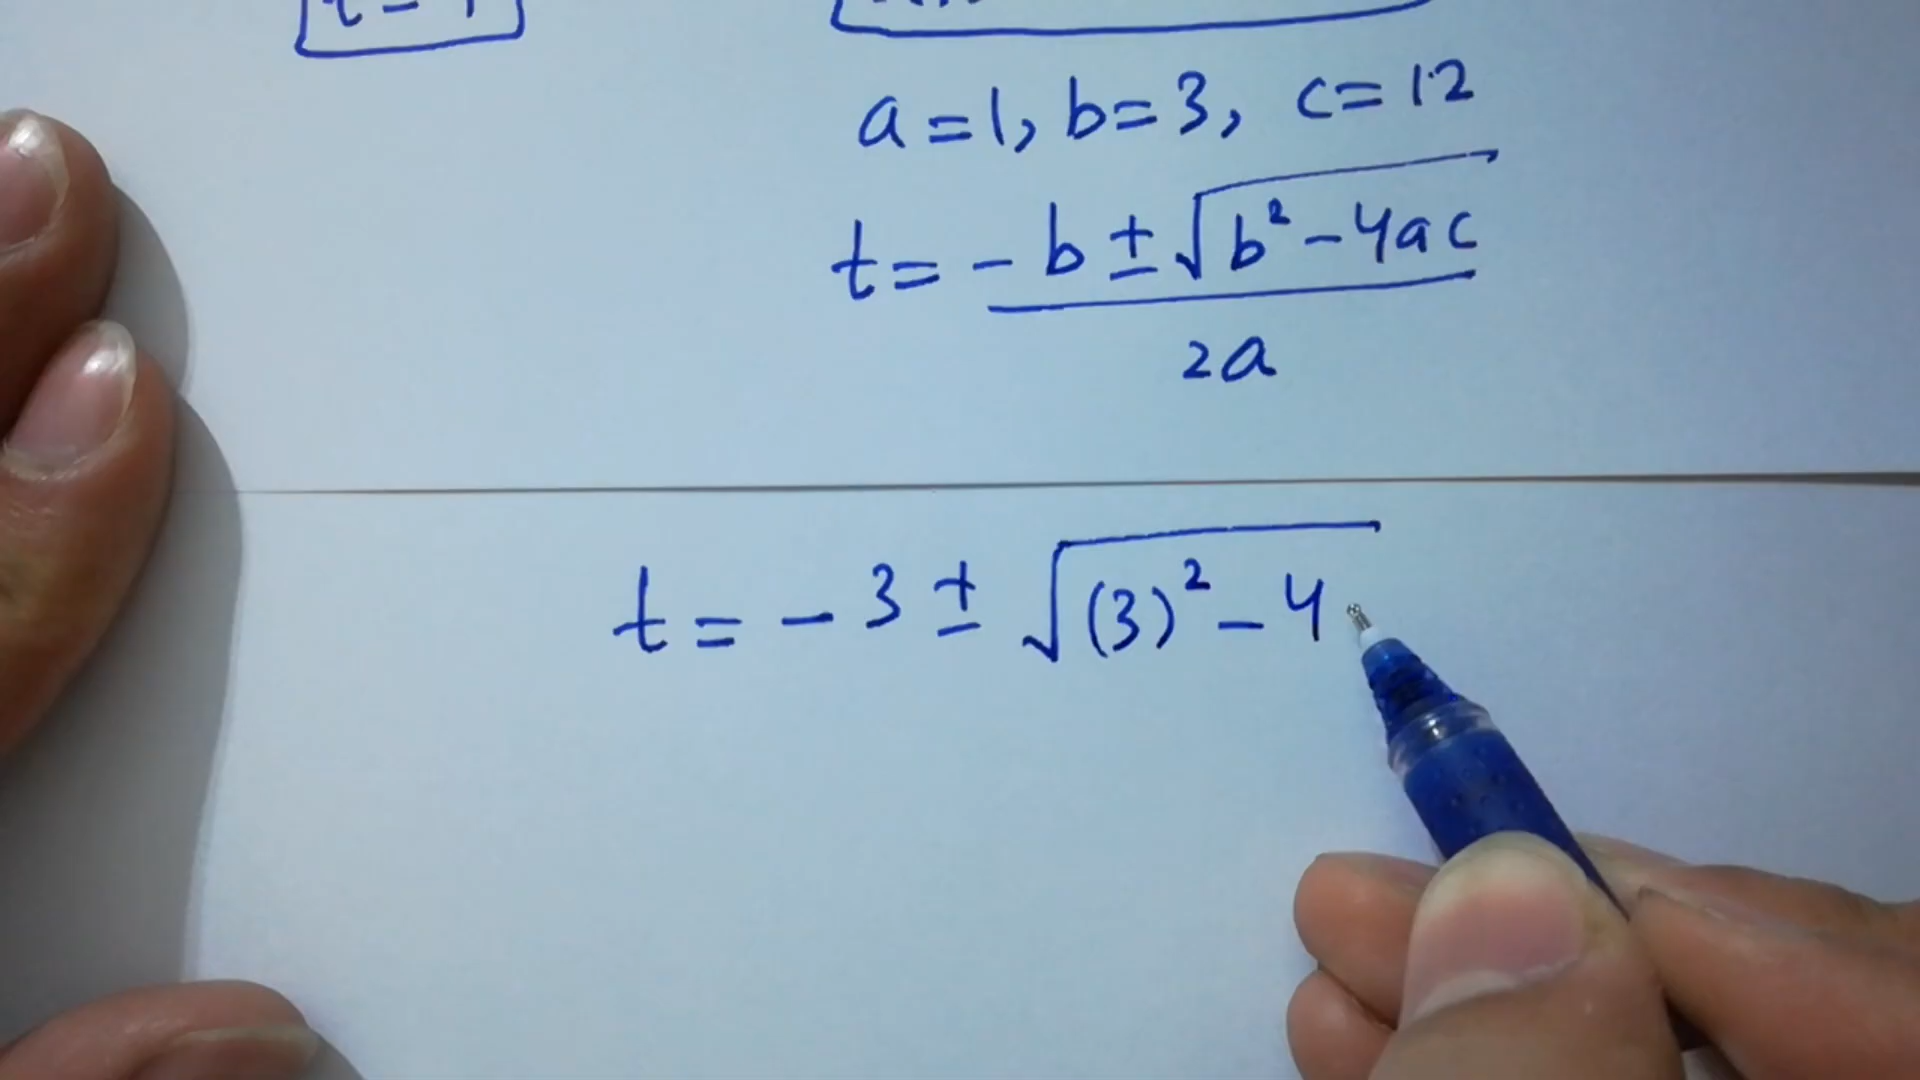 a=1, b=3, c=12
t= -b ± √b² - 4ac
2a
t= - 3 ± √(3)² - 4